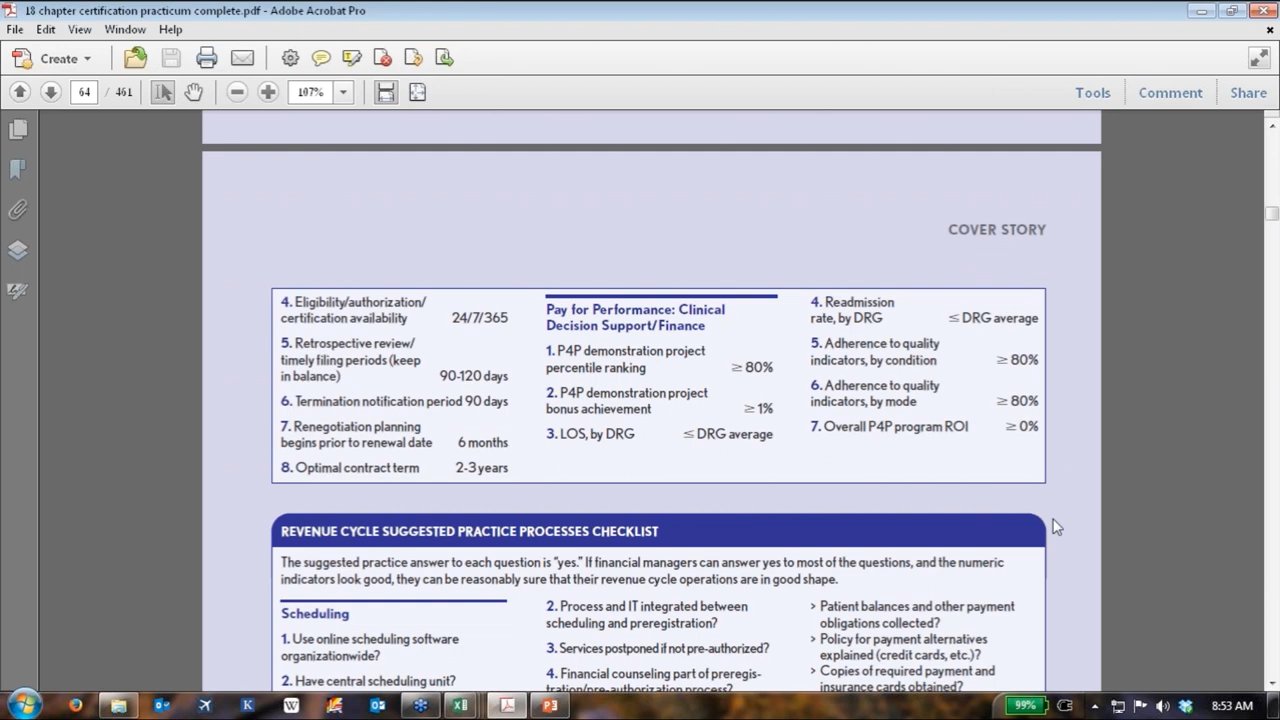 18 chapter certification practicum complete.pdf - Adobe Acrobat Pro
File Edit View Window Help
Create
64 / 461 107% Tools Comment Share
COVER STORY
4. Eligibility/authorization/
certification availability 24/7/365
5. Retrospective review/
timely filing periods (keep
in balance) 90-120 days
6. Termination notification period 90 days
7. Renegotiation planning
begins prior to renewal date 6 months
8. Optimal contract term 2-3 years
Pay for Performance: Clinical
Decision Support/Finance
1. P4P demonstration project
percentile ranking ≥ 80%
2. P4P demonstration project
bonus achievement ≥ 1%
3. LOS, by DRG ≤ DRG average
4. Readmission
rate, by DRG ≤ DRG average
5. Adherence to quality
indicators, by condition ≥ 80%
6. Adherence to quality
indicators, by mode ≥ 80%
7. Overall P4P program ROI ≥ 0%
REVENUE CYCLE SUGGESTED PRACTICE PROCESSES CHECKLIST
The suggested practice answer to each question is "yes." If financial managers can answer yes to most of the questions, and the numeric
indicators look good, they can be reasonably sure that their revenue cycle operations are in good shape.
Scheduling
1. Use online scheduling software
organizationwide?
2. Have central scheduling unit?
2. Process and IT integrated between
scheduling and preregistration?
3. Services postponed if not pre-authorized?
4. Financial counseling part of preregis-
tration/pre-authorization process?
> Patient balances and other payment
obligations collected?
> Policy for payment alternatives
explained (credit cards, etc.)?
> Copies of required payment and
insurance cards obtained?
99% 8:53 AM